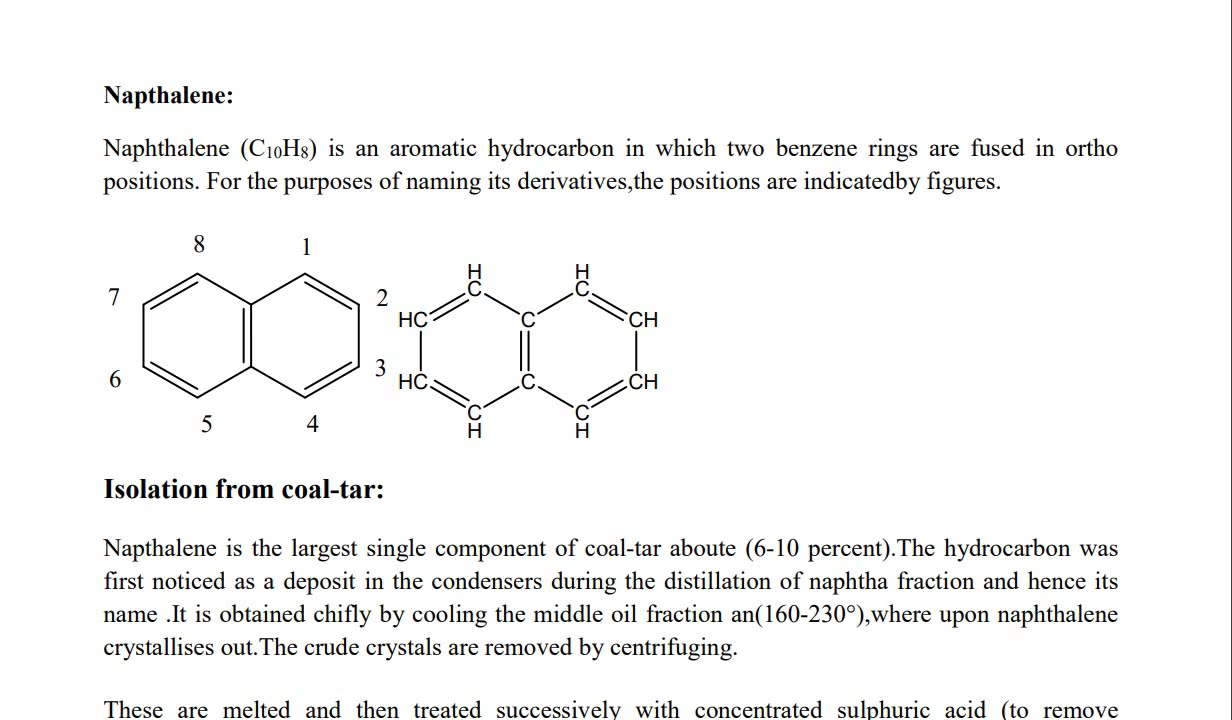 Napthalene:
Naphthalene (C₁₀H₈) is an aromatic hydrocarbon in which two benzene rings are fused in ortho
positions. For the purposes of naming its derivatives,the positions are indicatedby figures.
8 1
7 2
6 3
5 4
H H
C C
HC C CH
HC C CH
C C
H H
Isolation from coal-tar:
Napthalene is the largest single component of coal-tar aboute (6-10 percent).The hydrocarbon was
first noticed as a deposit in the condensers during the distillation of naphtha fraction and hence its
name .It is obtained chifly by cooling the middle oil fraction an(160-230°),where upon naphthalene
crystallises out.The crude crystals are removed by centrifuging.
These are melted and then treated successively with concentrated sulphuric acid (to remove